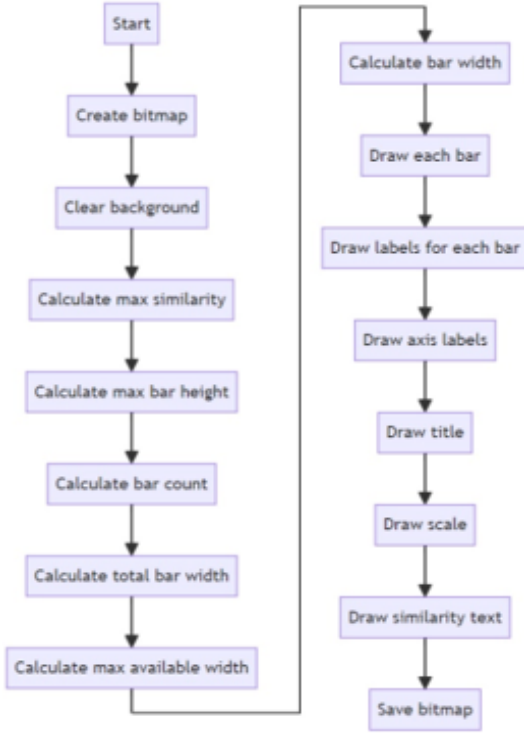 Start
Create bitmap
Clear background
Calculate max similarity
Calculate max bar height
Calculate bar count
Calculate total bar width
Calculate max available width
Calculate bar width
Draw each bar
Draw labels for each bar
Draw axis labels
Draw title
Draw scale
Draw similarity text
Save bitmap